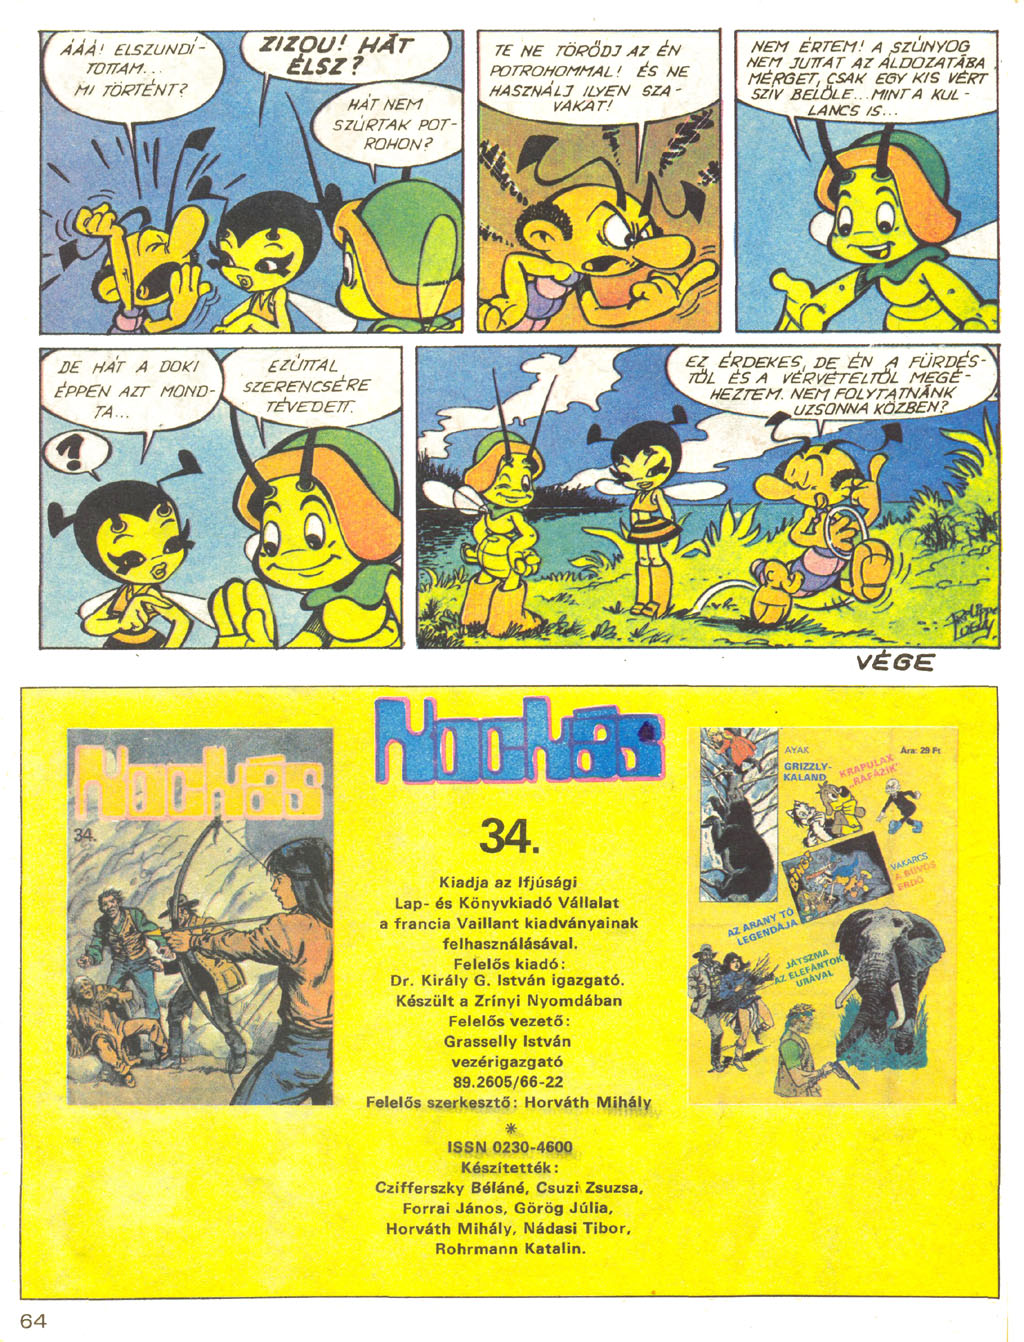 ÁÁÁ! ELSZUNDÍ-
TOTTAM...
MI TÖRTÉNT?
ZIZOU! HÁT
ÉLSZ?
HÁT NEM
SZÚRTAK POT-
ROHON?
TE NE TÖRŐDJ AZ ÉN
POTROHOMMAL! ÉS NE
HASZNÁLJ ILYEN SZA-
VAKAT!
NEM ÉRTEM! A SZÚNYOG
NEM JUTTAT AZ ÁLDOZATÁBA
MÉRGET, CSAK EGY KIS VÉRT
SZÍV BELŐLE... MINT A KUL-
LANCS IS...
DE HÁT A DOKI
ÉPPEN AZT MOND-
TA...
?
EZÚTTAL
SZERENCSÉRE
TÉVEDETT.
EZ ÉRDEKES, DE ÉN A FÜRDÉS-
TŐL ÉS A VÉRVÉTELTŐL MEGÉ-
HEZTEM. NEM FOLYTATNÁNK
UZSONNA KÖZBEN?
VÉGE
Kockás
34.
Kockás
34.
Kiadja az Ifjúsági
Lap- és Könyvkiadó Vállalat
a francia Vaillant kiadványainak
felhasználásával.
Felelős kiadó:
Dr. Király G. István igazgató.
Készült a Zrínyi Nyomdában
Felelős vezető:
Grasselly István
vezérigazgató
89.2605/66-22
Felelős szerkesztő: Horváth Mihály
*
ISSN 0230-4600
Készítették:
Czifferszky Béláné, Csuzi Zsuzsa,
Forrai János, Görög Júlia,
Horváth Mihály, Nádasi Tibor,
Rohrmann Katalin.
AYAK
GRIZZLY-
KALAND
Ára: 29 Ft
KRAPULAX
„RÁFÁZIK"
VAKARCS
A BŰVÖS
ERDŐ
AZ ARANY TÓ
LEGENDÁJA
JÁTSZMA
AZ ELEFÁNTOK
URÁVAL
64